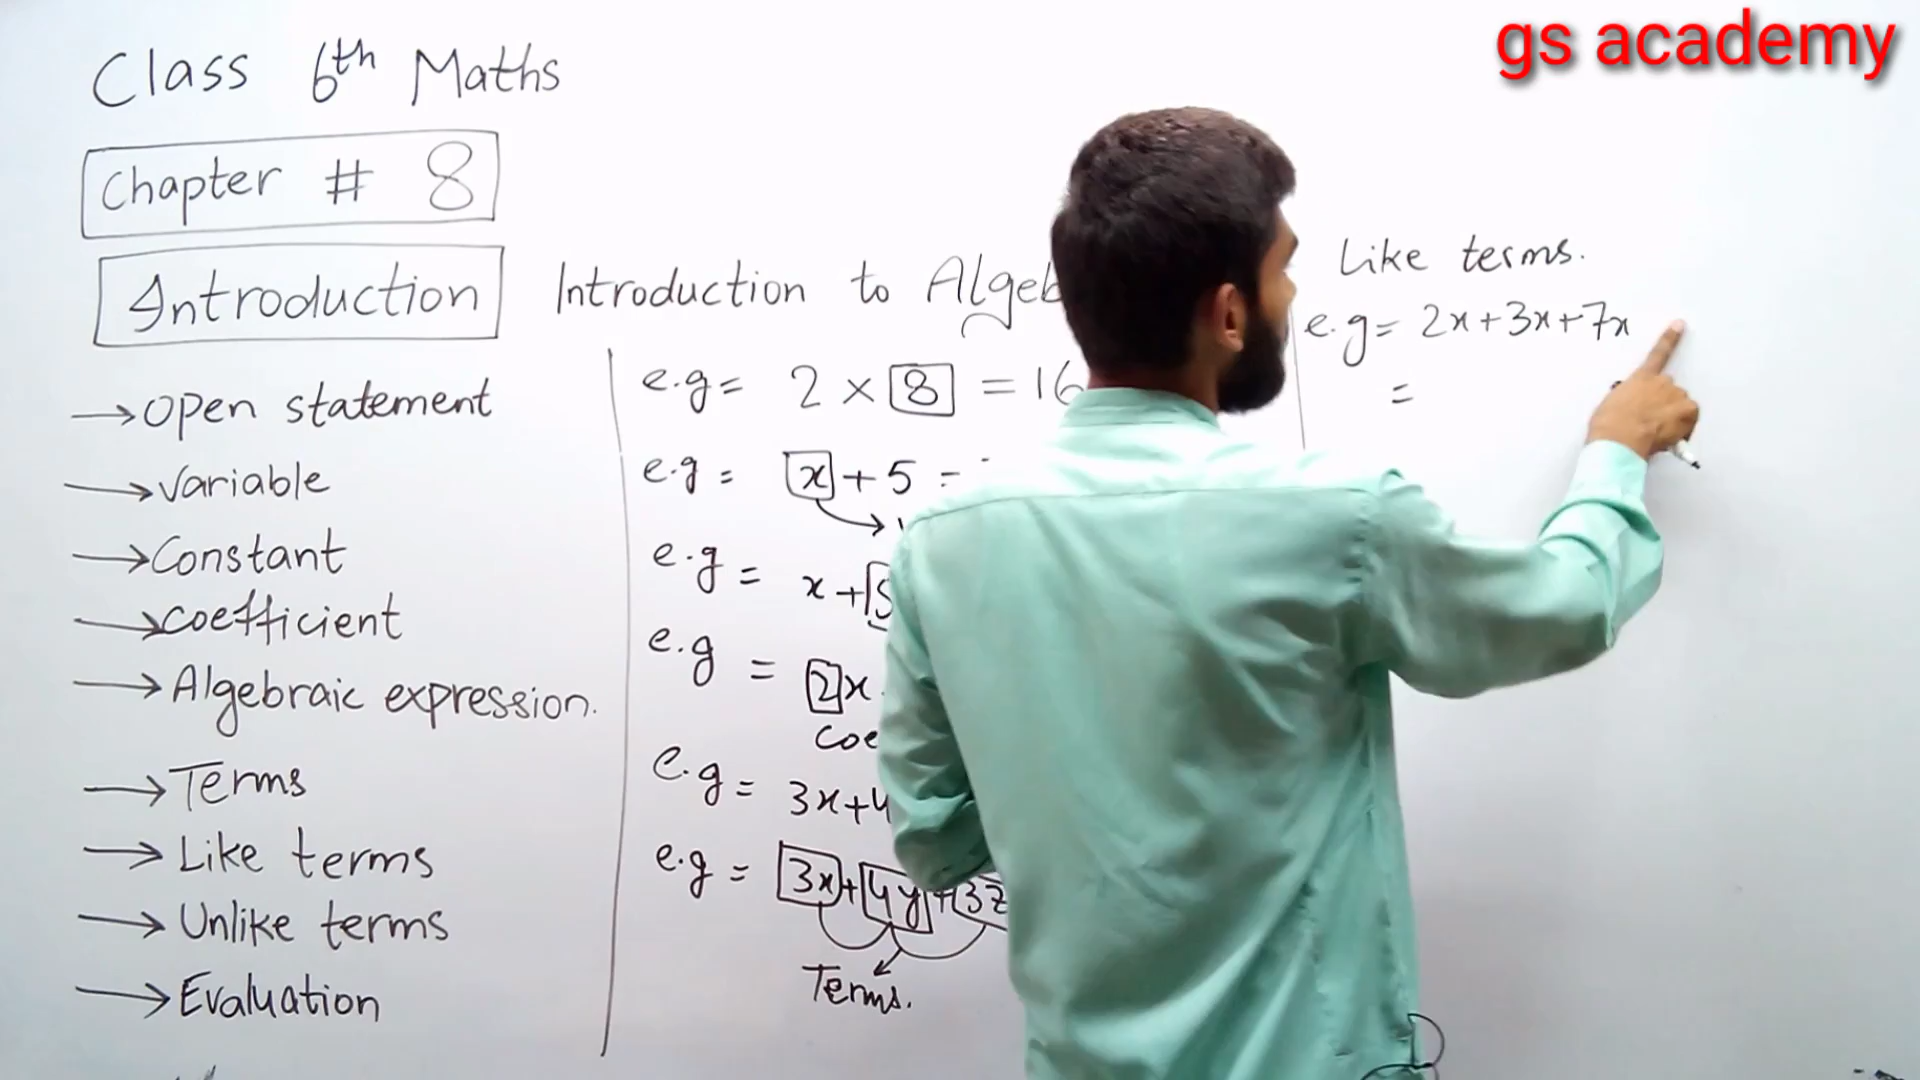 gs academy
Class 6th Maths
Chapter # 8
Introduction
Introduction to Algeb
→ Open statement
→ Variable
→ Constant
→ Coefficient
→ Algebraic expression.
→ Terms
→ Like terms
→ Unlike terms
→ Evaluation
e.g = 2 × 8 = 16
e.g = x + 5 =
e.g = x + 5
e.g = 2x
Coe
e.g = 3x+4
e.g = 3x+4y+3z
Terms.
Like terms.
e.g = 2x+3x+7x
=